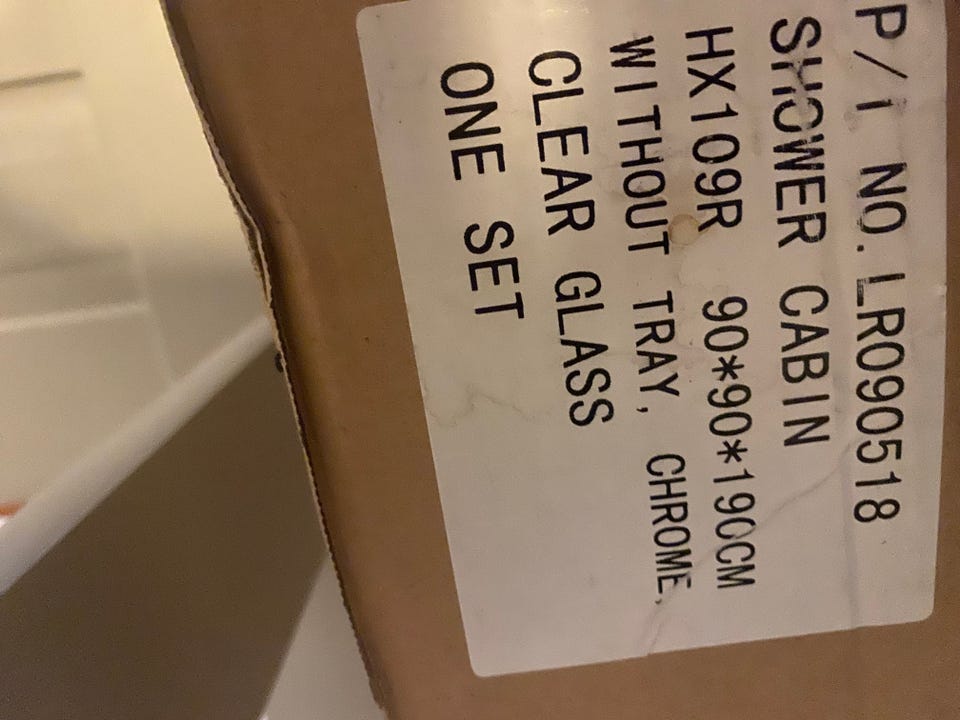 P/I NO.LR090518
SHOWER CABIN
HX109R 90*90*190CM
WITHOUT TRAY, CHROME,
CLEAR GLASS
ONE SET